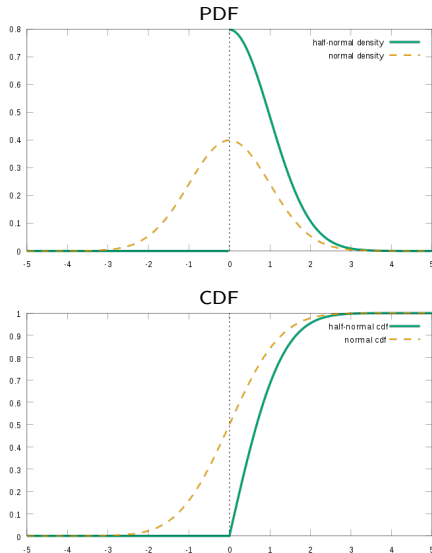 PDF
0.8
half-normal density
normal density
0.7
0.6
0.5
0.4
0.3
0.2
0.1
0
-5 -4 -3 -2 -1 0 1 2 3 4 5
CDF
1
half-normal cdf
0.9
normal cdf
0.8
0.7
0.6
0.5
0.4
0.3
0.2
0.1
0
-5 -4 -3 -2 -1 0 1 2 3 4 5